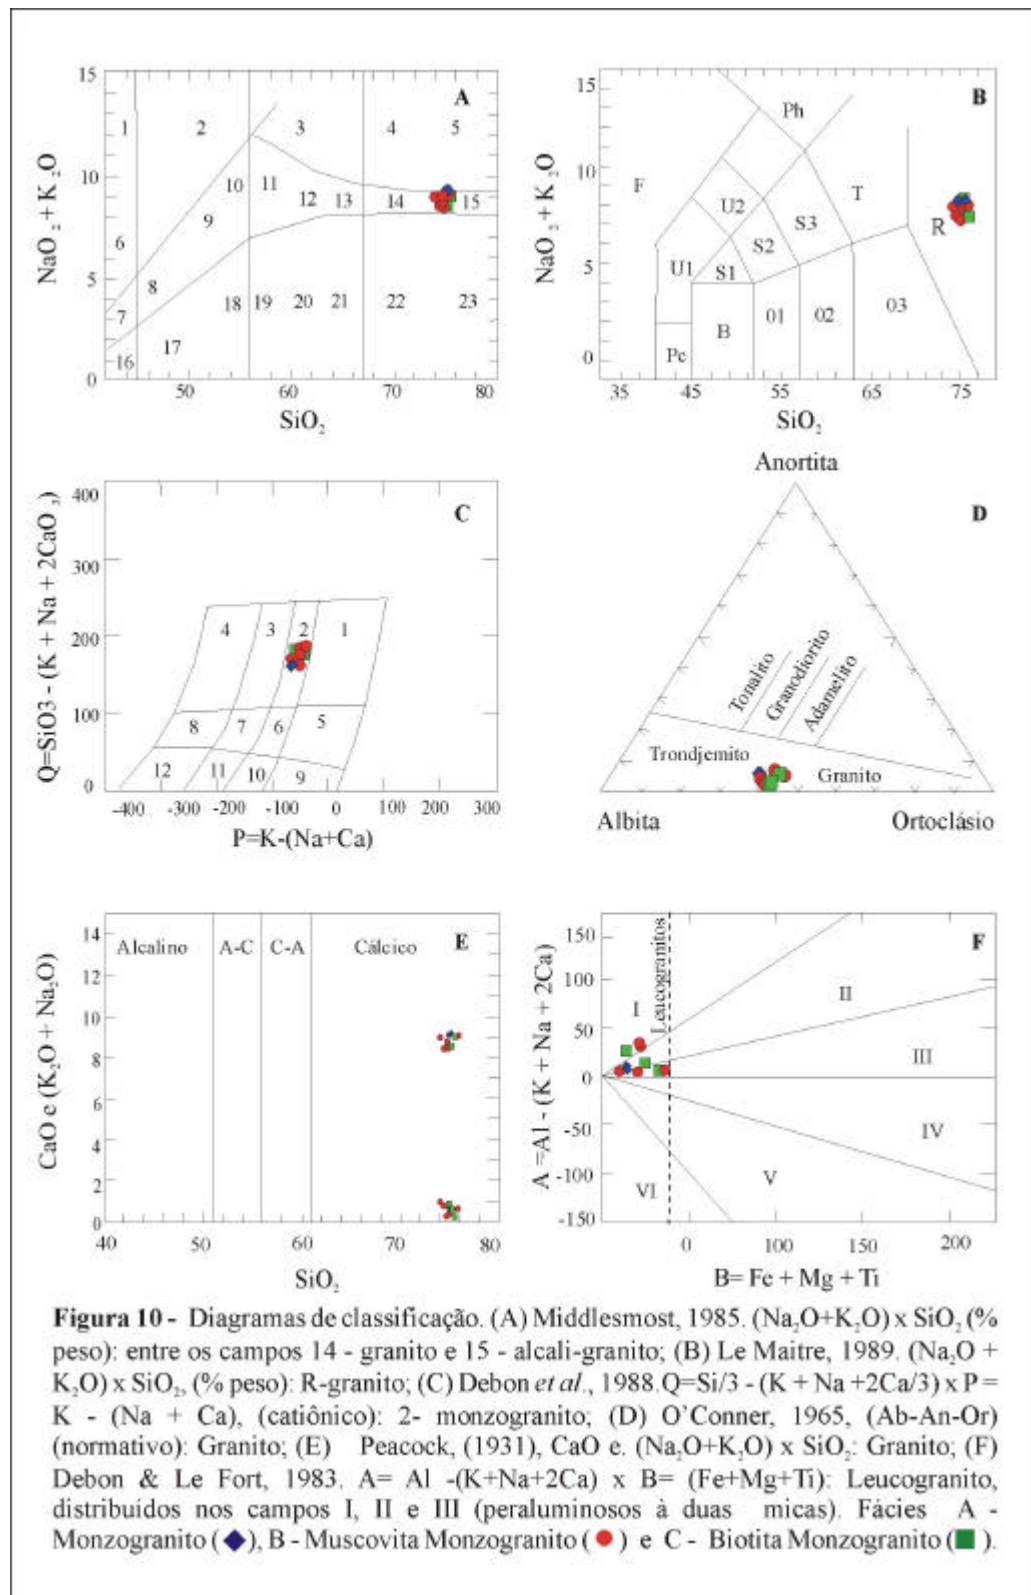 A
15
10
5
0
NaO₂ + K₂O
1 2 3 4 5
10 11 12 13 14 15
9
6
8
7
18 19 20 21 22 23
17
16
50 60 70 80
SiO₂
B
15
10
5
0
NaO₂ + K₂O
Ph
F
U2
T
S3
R
S2
U1
S1
B
01
02
03
Pc
35 45 55 65 75
SiO₂
C
400
300
200
100
0
Q=SiO3 - (K + Na + 2CaO₃)
4 3 2 1
8 7 6 5
12 11 10 9
-400 -300 -200 -100 0 100 200 300
P=K-(Na+Ca)
Anortita
D
Tonalito
Granodiorito
Adamelito
Trondjemito
Granito
Albita
Ortoclásio
E
14
12
10
8
6
4
2
0
CaO e (K₂O + Na₂O)
Alcalino A-C C-A Cálcico
40 50 60 70 80
SiO₂
F
150
100
50
0
-50
-100
-150
A =Al - (K + Na + 2Ca)
Leucogranitos
I
II
III
IV
V
VI
0 100 150 200
B= Fe + Mg + Ti
Figura 10 - Diagramas de classificação. (A) Middlesmost, 1985. (Na₂O+K₂O) x SiO₂ (%
peso): entre os campos 14 - granito e 15 - alcali-granito; (B) Le Maitre, 1989. (Na₂O +
K₂O) x SiO₂, (% peso): R-granito; (C) Debon et al., 1988.Q=Si/3 - (K + Na +2Ca/3) x P =
K - (Na + Ca), (catiônico): 2- monzogranito; (D) O'Conner, 1965, (Ab-An-Or)
(normativo): Granito; (E) Peacock, (1931), CaO e. (Na₂O+K₂O) x SiO₂: Granito; (F)
Debon & Le Fort, 1983. A= Al -(K+Na+2Ca) x B= (Fe+Mg+Ti): Leucogranito,
distribuídos nos campos I, II e III (peraluminosos à duas micas). Fácies A -
Monzogranito (◆), B - Muscovita Monzogranito (●) e C - Biotita Monzogranito (■).